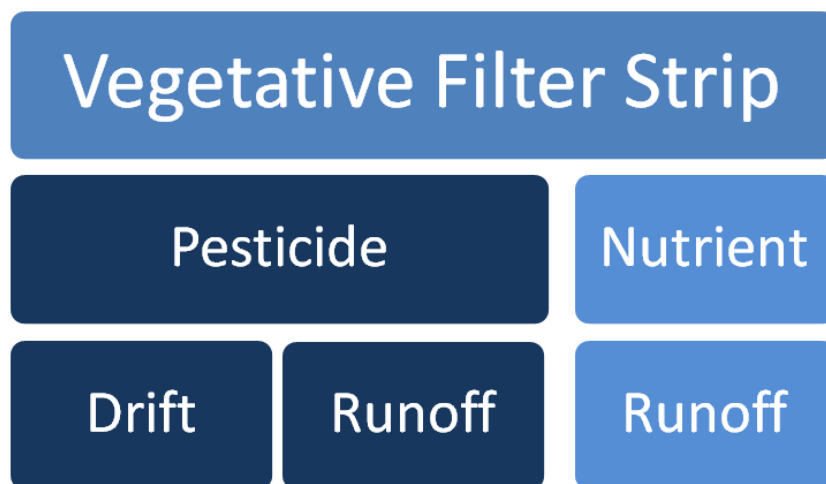 Vegetative Filter Strip
Pesticide
Nutrient
Drift
Runoff
Runoff